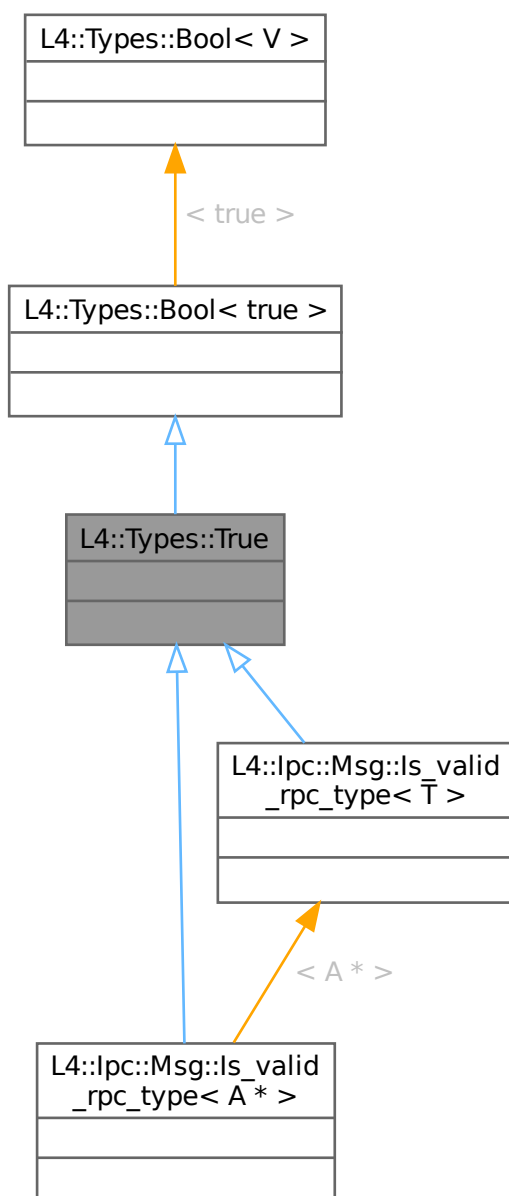 L4::Types::Bool< V >
< true >
L4::Types::Bool< true >
L4::Types::True
L4::Ipc::Msg::Is_valid
_rpc_type< T >
< A * >
L4::Ipc::Msg::Is_valid
_rpc_type< A * >